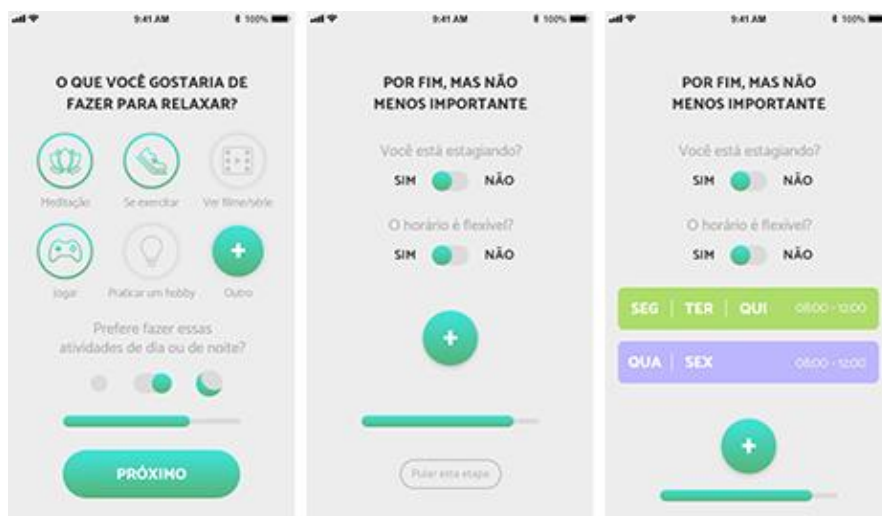 9:41 AM
100%
O QUE VOCÊ GOSTARIA DE
FAZER PARA RELAXAR?
Meditação
Se exercitar
Ver filme/série
Jogar
Praticar um hobby
Outro
Prefere fazer essas
atividades de dia ou de noite?
PRÓXIMO
9:41 AM
100%
POR FIM, MAS NÃO
MENOS IMPORTANTE
Você está estagiando?
SIM NÃO
O horário é flexível?
SIM NÃO
+
Pular esta etapa
9:41 AM
100%
POR FIM, MAS NÃO
MENOS IMPORTANTE
Você está estagiando?
SIM NÃO
O horário é flexível?
SIM NÃO
SEG | TER | QUI 08:00 - 12:00
QUA | SEX 08:00 - 12:00
+